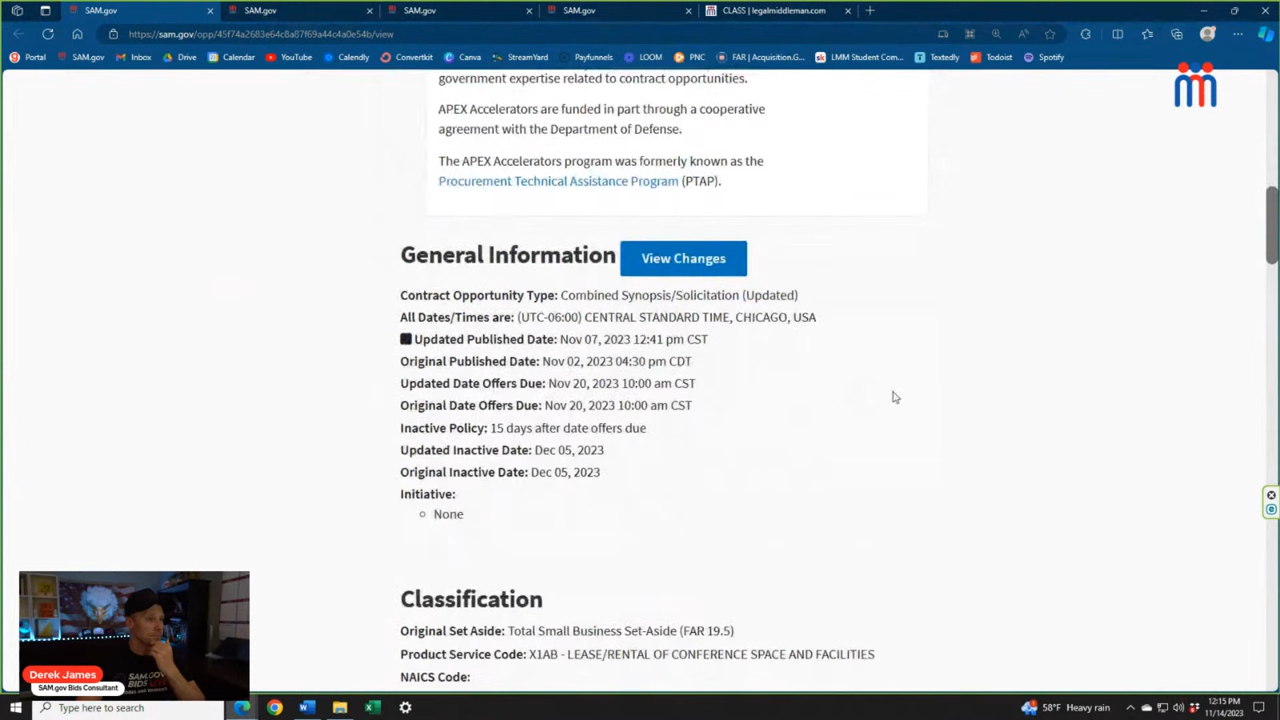 SAM.gov
SAM.gov
SAM.gov
SAM.gov
CLASS | legalmiddleman.com
https://sam.gov/opp/45f74a2683e64c8a87f69a44c4a0e54b/view
Portal SAM.gov Inbox Drive Calendar YouTube Calendly Convertkit Canva StreamYard Payfunnels LOOM PNC FAR | Acquisition.G... LMM Student Com... Textedly Todoist Spotify
government expertise related to contract opportunities.
APEX Accelerators are funded in part through a cooperative
agreement with the Department of Defense.
The APEX Accelerators program was formerly known as the
Procurement Technical Assistance Program (PTAP).
General Information View Changes
Contract Opportunity Type: Combined Synopsis/Solicitation (Updated)
All Dates/Times are: (UTC-06:00) CENTRAL STANDARD TIME, CHICAGO, USA
Updated Published Date: Nov 07, 2023 12:41 pm CST
Original Published Date: Nov 02, 2023 04:30 pm CDT
Updated Date Offers Due: Nov 20, 2023 10:00 am CST
Original Date Offers Due: Nov 20, 2023 10:00 am CST
Inactive Policy: 15 days after date offers due
Updated Inactive Date: Dec 05, 2023
Original Inactive Date: Dec 05, 2023
Initiative:
None
Classification
Original Set Aside: Total Small Business Set-Aside (FAR 19.5)
Product Service Code: X1AB - LEASE/RENTAL OF CONFERENCE SPACE AND FACILITIES
NAICS Code:
SAM.GOV
BIDS
Derek James
SAM.gov Bids Consultant
Type here to search
58°F Heavy rain
12:15 PM
11/14/2023